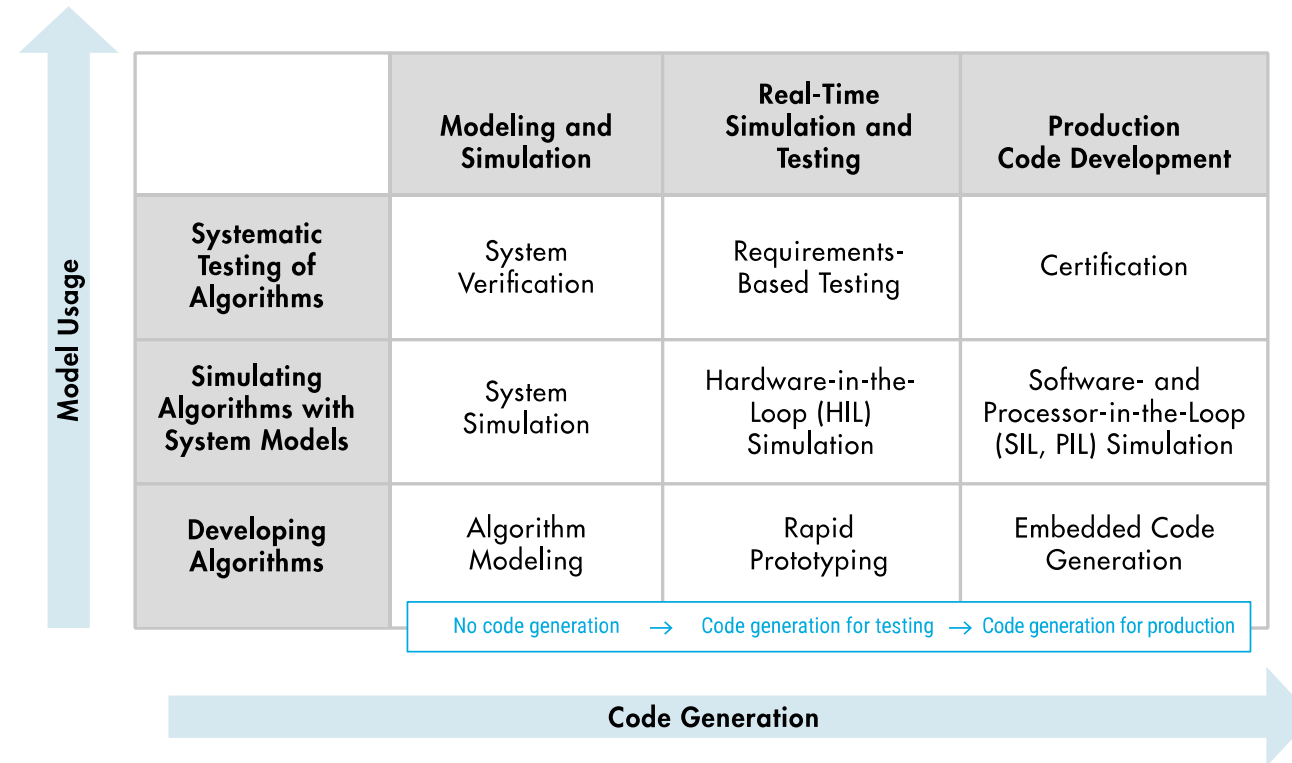 Modeling and
Simulation
Real-Time
Simulation and
Testing
Production
Code Development
Model Usage
Systematic
Testing of
Algorithms
System
Verification
Requirements-
Based Testing
Certification
Simulating
Algorithms with
System Models
System
Simulation
Hardware-in-the-
Loop (HIL)
Simulation
Software- and
Processor-in-the-Loop
(SIL, PIL) Simulation
Developing
Algorithms
Algorithm
Modeling
Rapid
Prototyping
Embedded Code
Generation
No code generation → Code generation for testing → Code generation for production
Code Generation